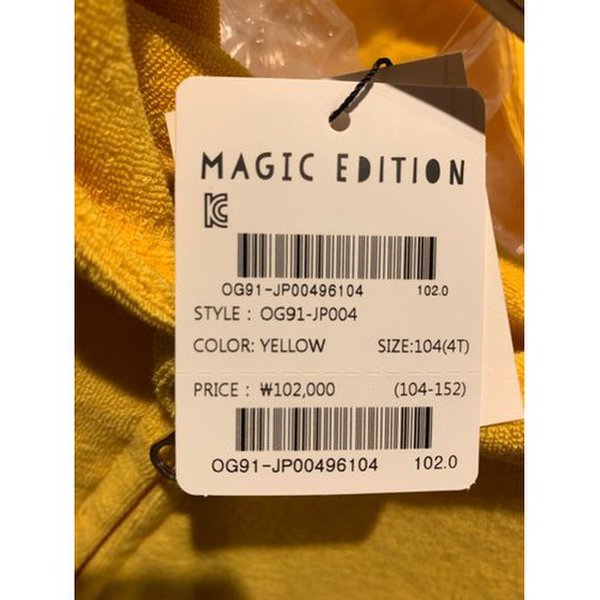 MAGIC EDITION
KC
OG91-JP00496104 102.0
STYLE : OG91-JP004
COLOR: YELLOW SIZE:104(4T)
PRICE : ₩102,000 (104-152)
OG91-JP00496104 102.0